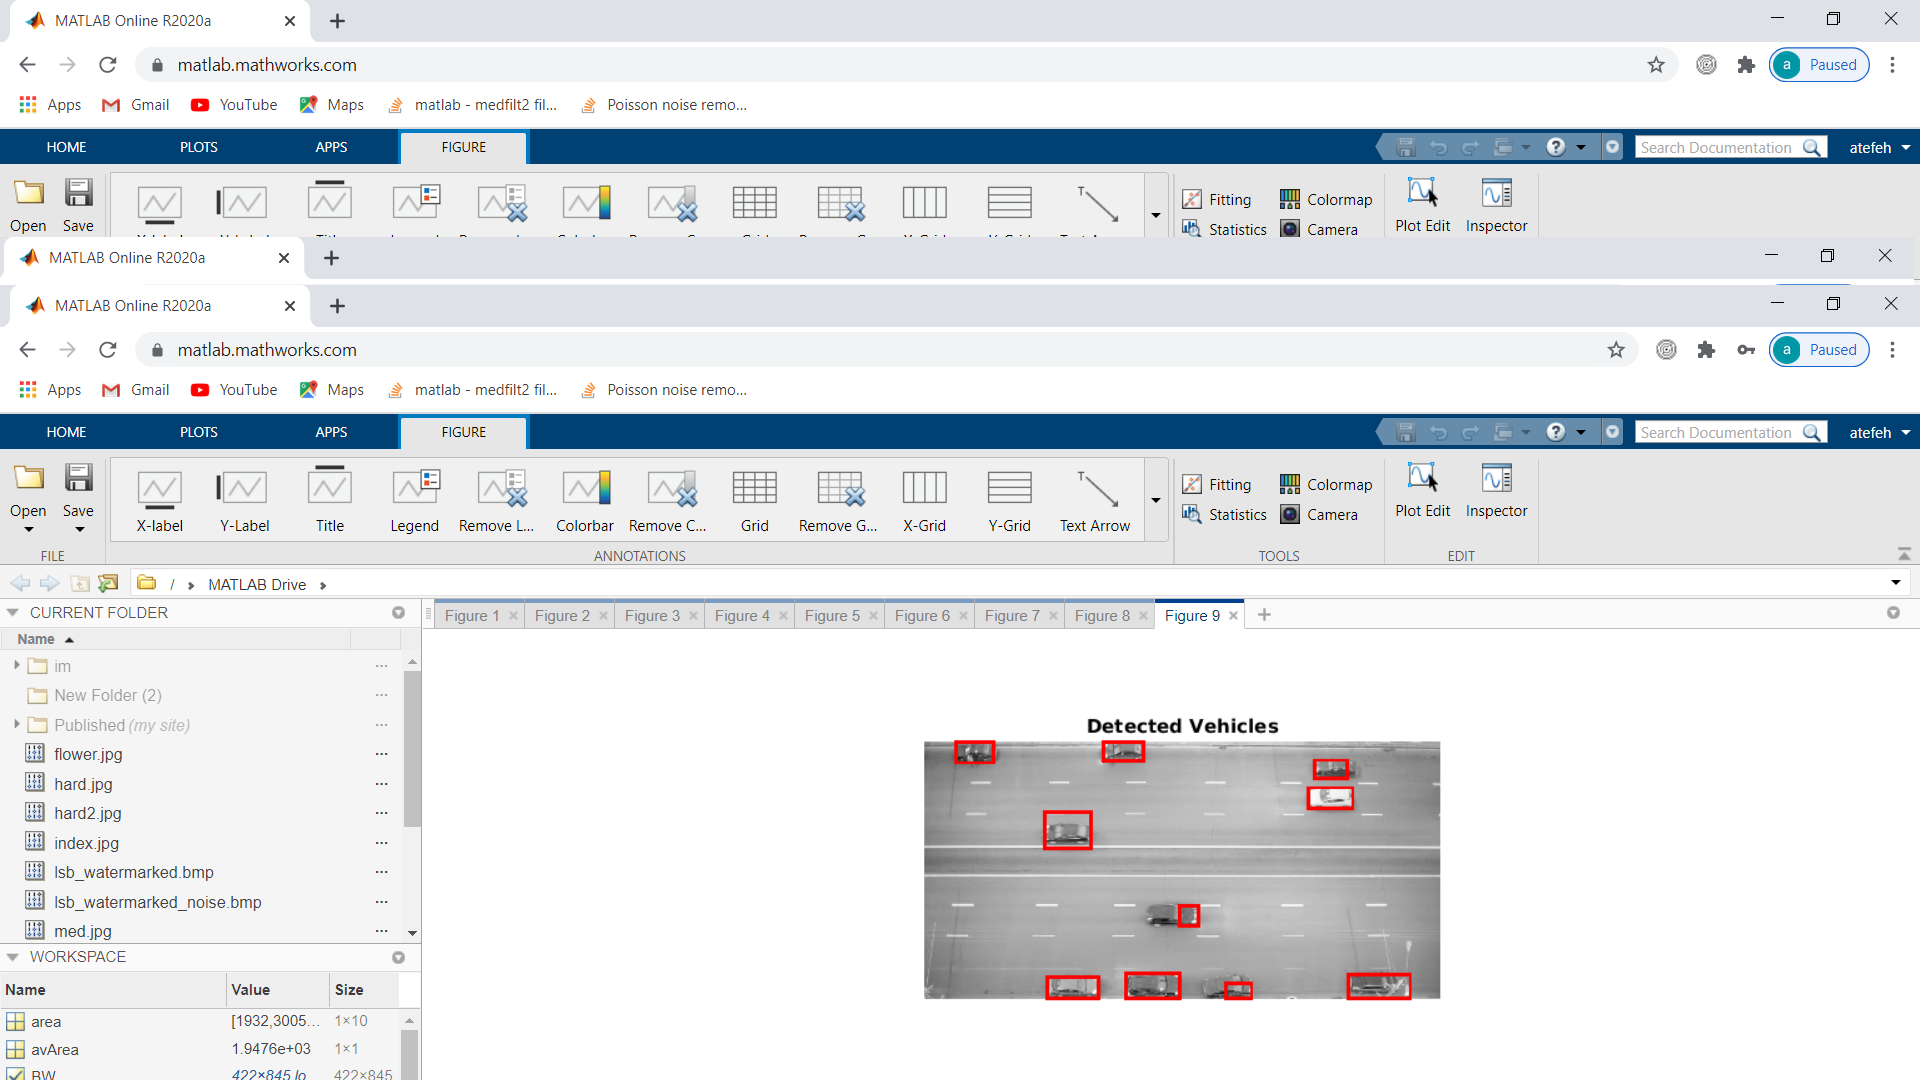 MATLAB Online R2020a
matlab.mathworks.com
a Paused
Apps Gmail YouTube Maps matlab - medfilt2 fil... Poisson noise remo...
HOME PLOTS APPS FIGURE Search Documentation atefeh
Fitting Colormap
Open Save Statistics Camera Plot Edit Inspector
MATLAB Online R2020a
MATLAB Online R2020a
matlab.mathworks.com
a Paused
Apps Gmail YouTube Maps matlab - medfilt2 fil... Poisson noise remo...
HOME PLOTS APPS FIGURE Search Documentation atefeh
Fitting Colormap
Open Save Statistics Camera Plot Edit Inspector
X-label Y-Label Title Legend Remove L... Colorbar Remove C... Grid Remove G... X-Grid Y-Grid Text Arrow
FILE ANNOTATIONS TOOLS EDIT
/ MATLAB Drive
CURRENT FOLDER
Figure 1 Figure 2 Figure 3 Figure 4 Figure 5 Figure 6 Figure 7 Figure 8 Figure 9
Name
im
New Folder (2)
Published (my site)
flower.jpg
hard.jpg
hard2.jpg
index.jpg
lsb_watermarked.bmp
lsb_watermarked_noise.bmp
med.jpg
Detected Vehicles
WORKSPACE
Name Value Size
area [1932,3005... 1×10
avArea 1.9476e+03 1×1
BW 422×845 lo 422×845